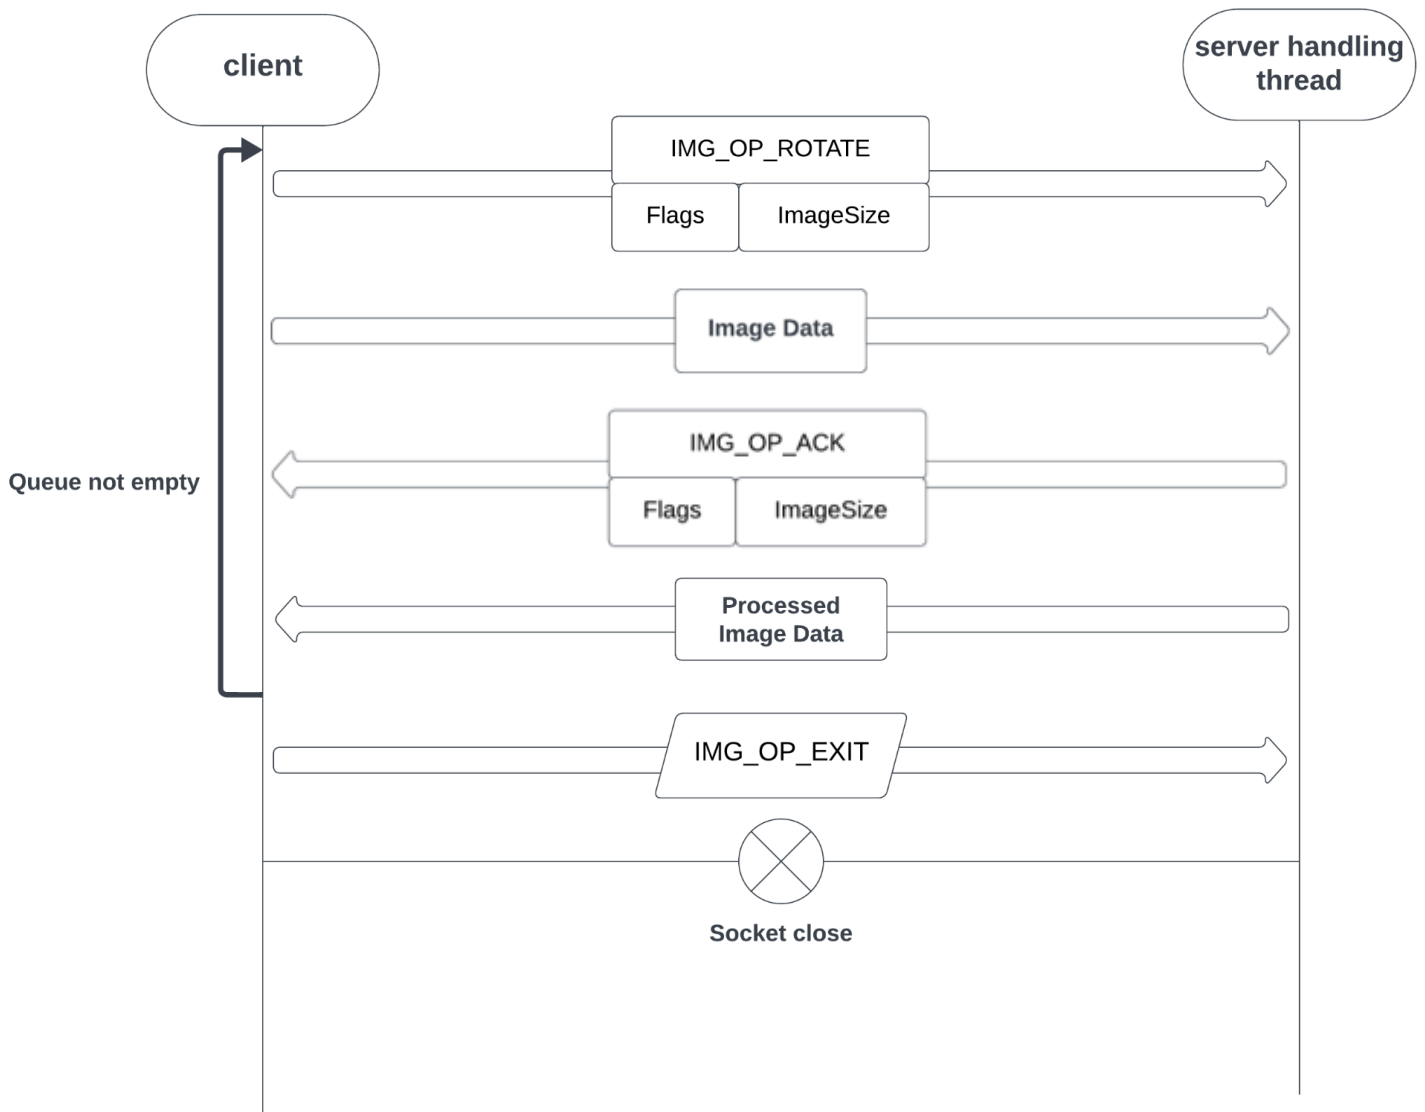 client
server handling
thread
IMG_OP_ROTATE
Flags
ImageSize
Image Data
IMG_OP_ACK
Flags
ImageSize
Queue not empty
Processed
Image Data
IMG_OP_EXIT
Socket close